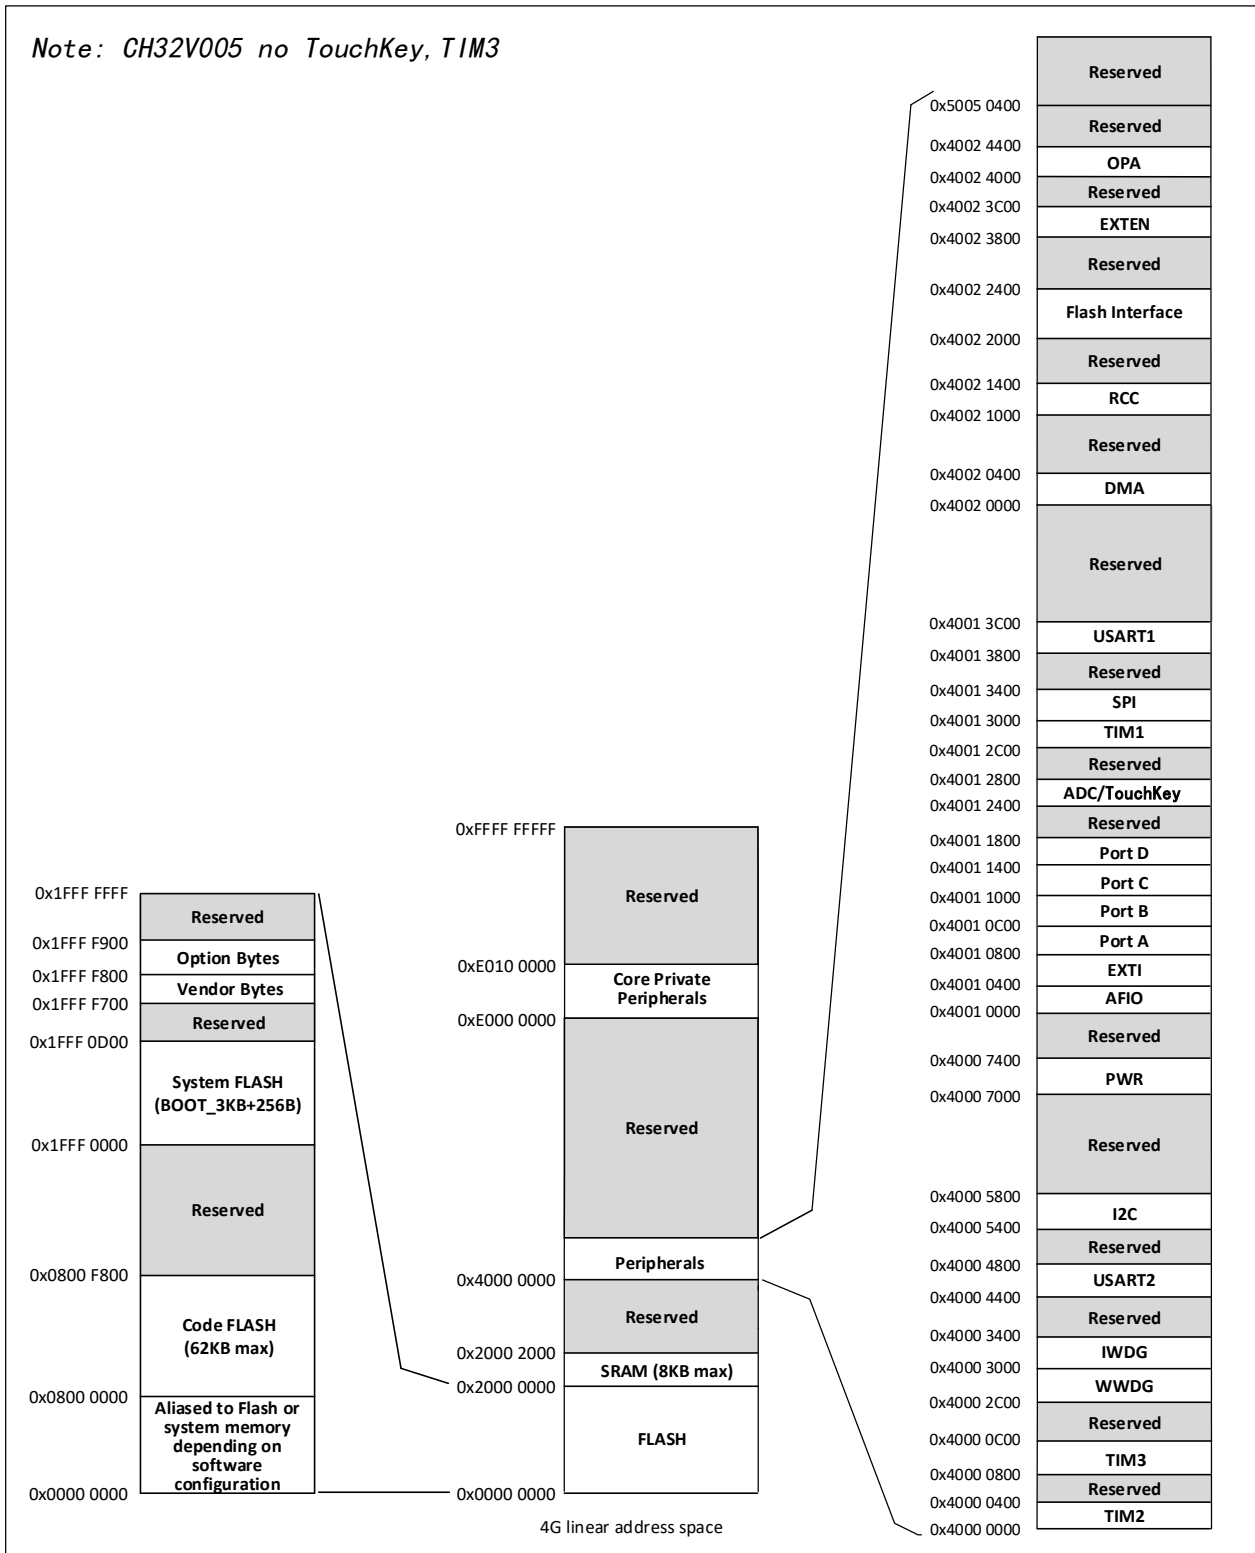 Note: CH32V005 no TouchKey, TIM3
0x1FFF FFFF
Reserved
0x1FFF F900
Option Bytes
0x1FFF F800
Vendor Bytes
0x1FFF F700
Reserved
0x1FFF 0D00
System FLASH
(BOOT_3KB+256B)
0x1FFF 0000
Reserved
0x0800 F800
Code FLASH
(62KB max)
0x0800 0000
Aliased to Flash or
system memory
depending on
software
configuration
0x0000 0000
0xFFFF FFFFF
Reserved
0xE010 0000
Core Private
Peripherals
0xE000 0000
Reserved
Peripherals
0x4000 0000
Reserved
0x2000 2000
SRAM (8KB max)
0x2000 0000
FLASH
0x0000 0000
4G linear address space
Reserved
0x5005 0400
Reserved
0x4002 4400
OPA
0x4002 4000
Reserved
0x4002 3C00
EXTEN
0x4002 3800
Reserved
0x4002 2400
Flash Interface
0x4002 2000
Reserved
0x4002 1400
RCC
0x4002 1000
Reserved
0x4002 0400
DMA
0x4002 0000
Reserved
0x4001 3C00
USART1
0x4001 3800
Reserved
0x4001 3400
SPI
0x4001 3000
TIM1
0x4001 2C00
Reserved
0x4001 2800
ADC/TouchKey
0x4001 2400
Reserved
0x4001 1800
Port D
0x4001 1400
Port C
0x4001 1000
Port B
0x4001 0C00
Port A
0x4001 0800
EXTI
0x4001 0400
AFIO
0x4001 0000
Reserved
0x4000 7400
PWR
0x4000 7000
Reserved
0x4000 5800
I2C
0x4000 5400
Reserved
0x4000 4800
USART2
0x4000 4400
Reserved
0x4000 3400
IWDG
0x4000 3000
WWDG
0x4000 2C00
Reserved
0x4000 0C00
TIM3
0x4000 0800
Reserved
0x4000 0400
TIM2
0x4000 0000